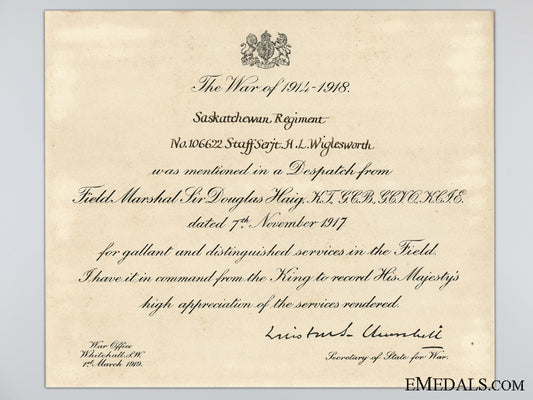 The War of 1914-1918.
Saskatchewan Regiment
No. 106622 Staff Serjt. H. L. Wiglesworth
was mentioned in a Despatch from
Field Marshal Sir Douglas Haig, K.T., G.C.B., G.C.V.O., K.C.I.E.
dated 7th November 1917
for gallant and distinguished services in the Field.
I have it in command from the King to record His Majesty's
high appreciation of the services rendered.
Winston S. Churchill
War Office
Whitehall, S.W.
1st March 1919.
Secretary of State for War.
EMEDALS.COM